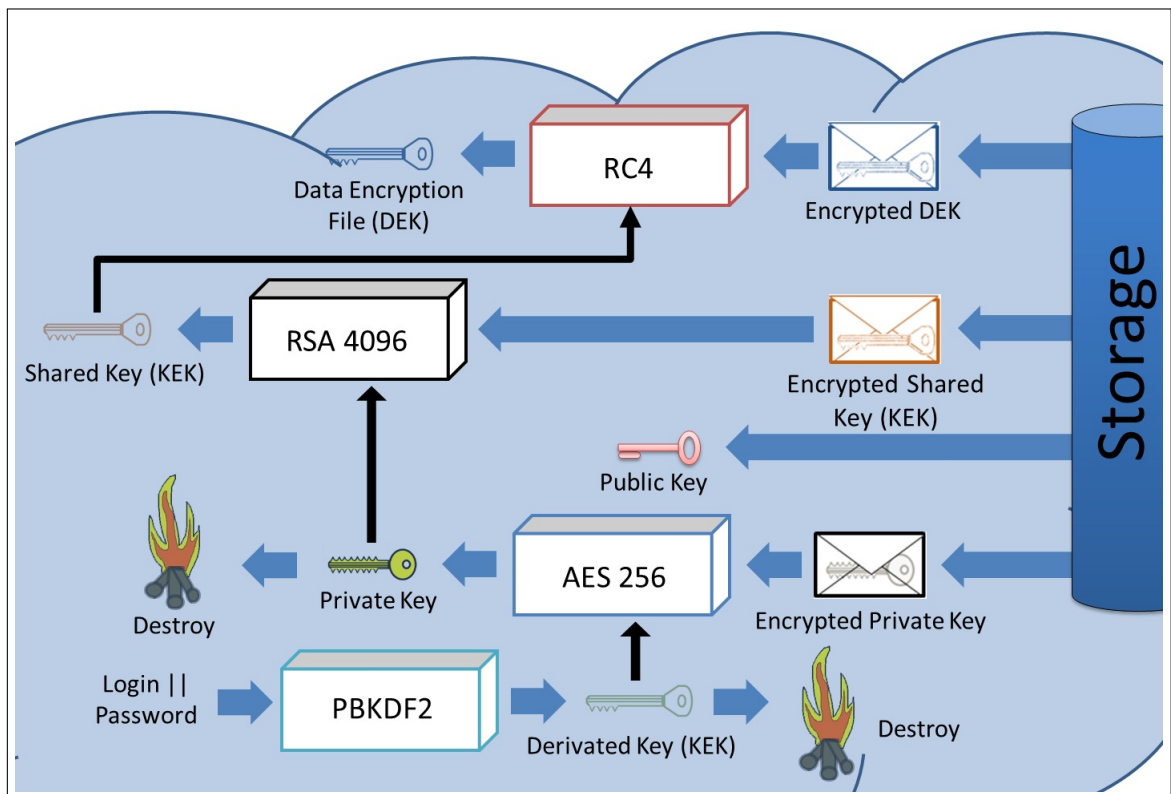 RC4
Data Encryption
File (DEK)
Encrypted DEK
Storage
RSA 4096
Shared Key (KEK)
Encrypted Shared
Key (KEK)
Public Key
AES 256
Private Key
Destroy
Encrypted Private Key
Login ||
Password
PBKDF2
Derivated Key (KEK)
Destroy